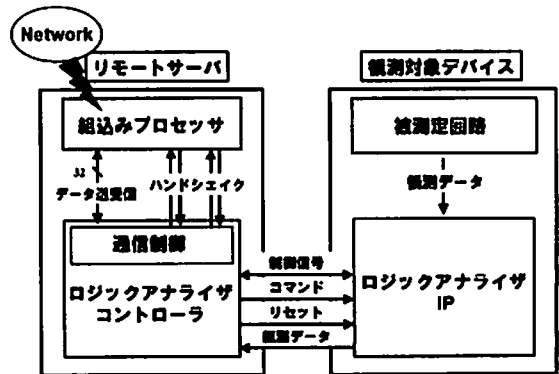 Network
リモートサーバ
観測対象デバイス
組込みプロセッサ
被測定回路
32
データ送受信
ハンドシェイク
観測データ
通信制御
ロジックアナライザ
コントローラ
制御信号
コマンド
リセット
観測データ
ロジックアナライザ
IP